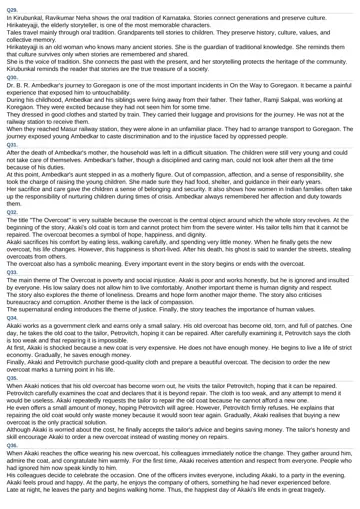 Q29.
In Kirubunikal, Ravikumar Neha shows the oral tradition of Karnataka. Stories connect generations and preserve culture.
Hirikateyajji, the elderly storyteller, is one of the most memorable characters.
Tales travel mainly through oral tradition. Grandparents tell stories to children. They preserve history, culture, values, and
collective memory.
Hirikateyajji is an old woman who knows many ancient stories. She is the guardian of traditional knowledge. She reminds them
that culture survives only when stories are remembered and shared.
She is the voice of tradition. She connects the past with the present, and her storytelling protects the heritage of the community.
Kirubunikal reminds the reader that stories are the true treasure of a society.
Q30.
Dr. B. R. Ambedkar's journey to Goregaon is one of the most important incidents in On the Way to Goregaon. It became a painful
experience that exposed him to untouchability.
During his childhood, Ambedkar and his siblings were living away from their father. Their father, Ramji Sakpal, was working at
Koregaon. They were excited because they had not seen him for some time.
They dressed in good clothes and started by train. They carried their luggage and provisions for the journey. He was not at the
railway station to receive them.
When they reached Masur railway station, they were alone in an unfamiliar place. They had to arrange transport to Goregaon. The
journey exposed young Ambedkar to caste discrimination and to the injustice faced by oppressed people.
Q31.
After the death of Ambedkar's mother, the household was left in a difficult situation. The children were still very young and could
not take care of themselves. Ambedkar's father, though a disciplined and caring man, could not look after them all the time
because of his duties.
At this point, Ambedkar's aunt stepped in as a motherly figure. Out of compassion, affection, and a sense of responsibility, she
took the charge of raising the young children. She made sure they had food, shelter, and guidance in their early years.
Her sacrifice and care gave the children a sense of belonging and security. It also shows how women in Indian families often take
up the responsibility of nurturing children during times of crisis. Ambedkar always remembered her affection and duty towards
them.
Q32.
The title "The Overcoat" is very suitable because the overcoat is the central object around which the whole story revolves. At the
beginning of the story, Akaki's old coat is torn and cannot protect him from the severe winter. His tailor tells him that it cannot be
repaired. The overcoat becomes a symbol of hope, happiness, and dignity.
Akaki sacrifices his comfort by eating less, walking carefully, and spending very little money. When he finally gets the new
overcoat, his life changes. However, this happiness is short-lived. After his death, his ghost is said to wander the streets, stealing
overcoats from others.
The overcoat also has a symbolic meaning. Every important event in the story begins or ends with the overcoat.
Q33.
The main theme of The Overcoat is poverty and social injustice. Akaki is poor and works honestly, but he is ignored and insulted
by everyone. His low salary does not allow him to live comfortably. Another important theme is human dignity and respect.
The story also explores the theme of loneliness. Dreams and hope form another major theme. The story also criticises
bureaucracy and corruption. Another theme is the lack of compassion.
The supernatural ending introduces the theme of justice. Finally, the story teaches the importance of human values.
Q34.
Akaki works as a government clerk and earns only a small salary. His old overcoat has become old, torn, and full of patches. One
day, he takes the old coat to the tailor, Petrovitch, hoping it can be repaired. After carefully examining it, Petrovitch says the cloth
is too weak and that repairing it is impossible.
At first, Akaki is shocked because a new coat is very expensive. He does not have enough money. He begins to live a life of strict
economy. Gradually, he saves enough money.
Finally, Akaki and Petrovitch purchase good-quality cloth and prepare a beautiful overcoat. The decision to order the new
overcoat marks a turning point in his life.
Q35.
When Akaki notices that his old overcoat has become worn out, he visits the tailor Petrovitch, hoping that it can be repaired.
Petrovitch carefully examines the coat and declares that it is beyond repair. The cloth is too weak, and any attempt to mend it
would be useless. Akaki repeatedly requests the tailor to repair the old coat because he cannot afford a new one.
He even offers a small amount of money, hoping Petrovitch will agree. However, Petrovitch firmly refuses. He explains that
repairing the old coat would only waste money because it would soon tear again. Gradually, Akaki realises that buying a new
overcoat is the only practical solution.
Although Akaki is worried about the cost, he finally accepts the tailor's advice and begins saving money. The tailor's honesty and
skill encourage Akaki to order a new overcoat instead of wasting money on repairs.
Q36.
When Akaki reaches the office wearing his new overcoat, his colleagues immediately notice the change. They gather around him,
admire the coat, and congratulate him warmly. For the first time, Akaki receives attention and respect from everyone. People who
had ignored him now speak kindly to him.
His colleagues decide to celebrate the occasion. One of the officers invites everyone, including Akaki, to a party in the evening.
Akaki feels proud and happy. At the party, he enjoys the company of others, something he had never experienced before.
Late at night, he leaves the party and begins walking home. Thus, the happiest day of Akaki's life ends in great tragedy.